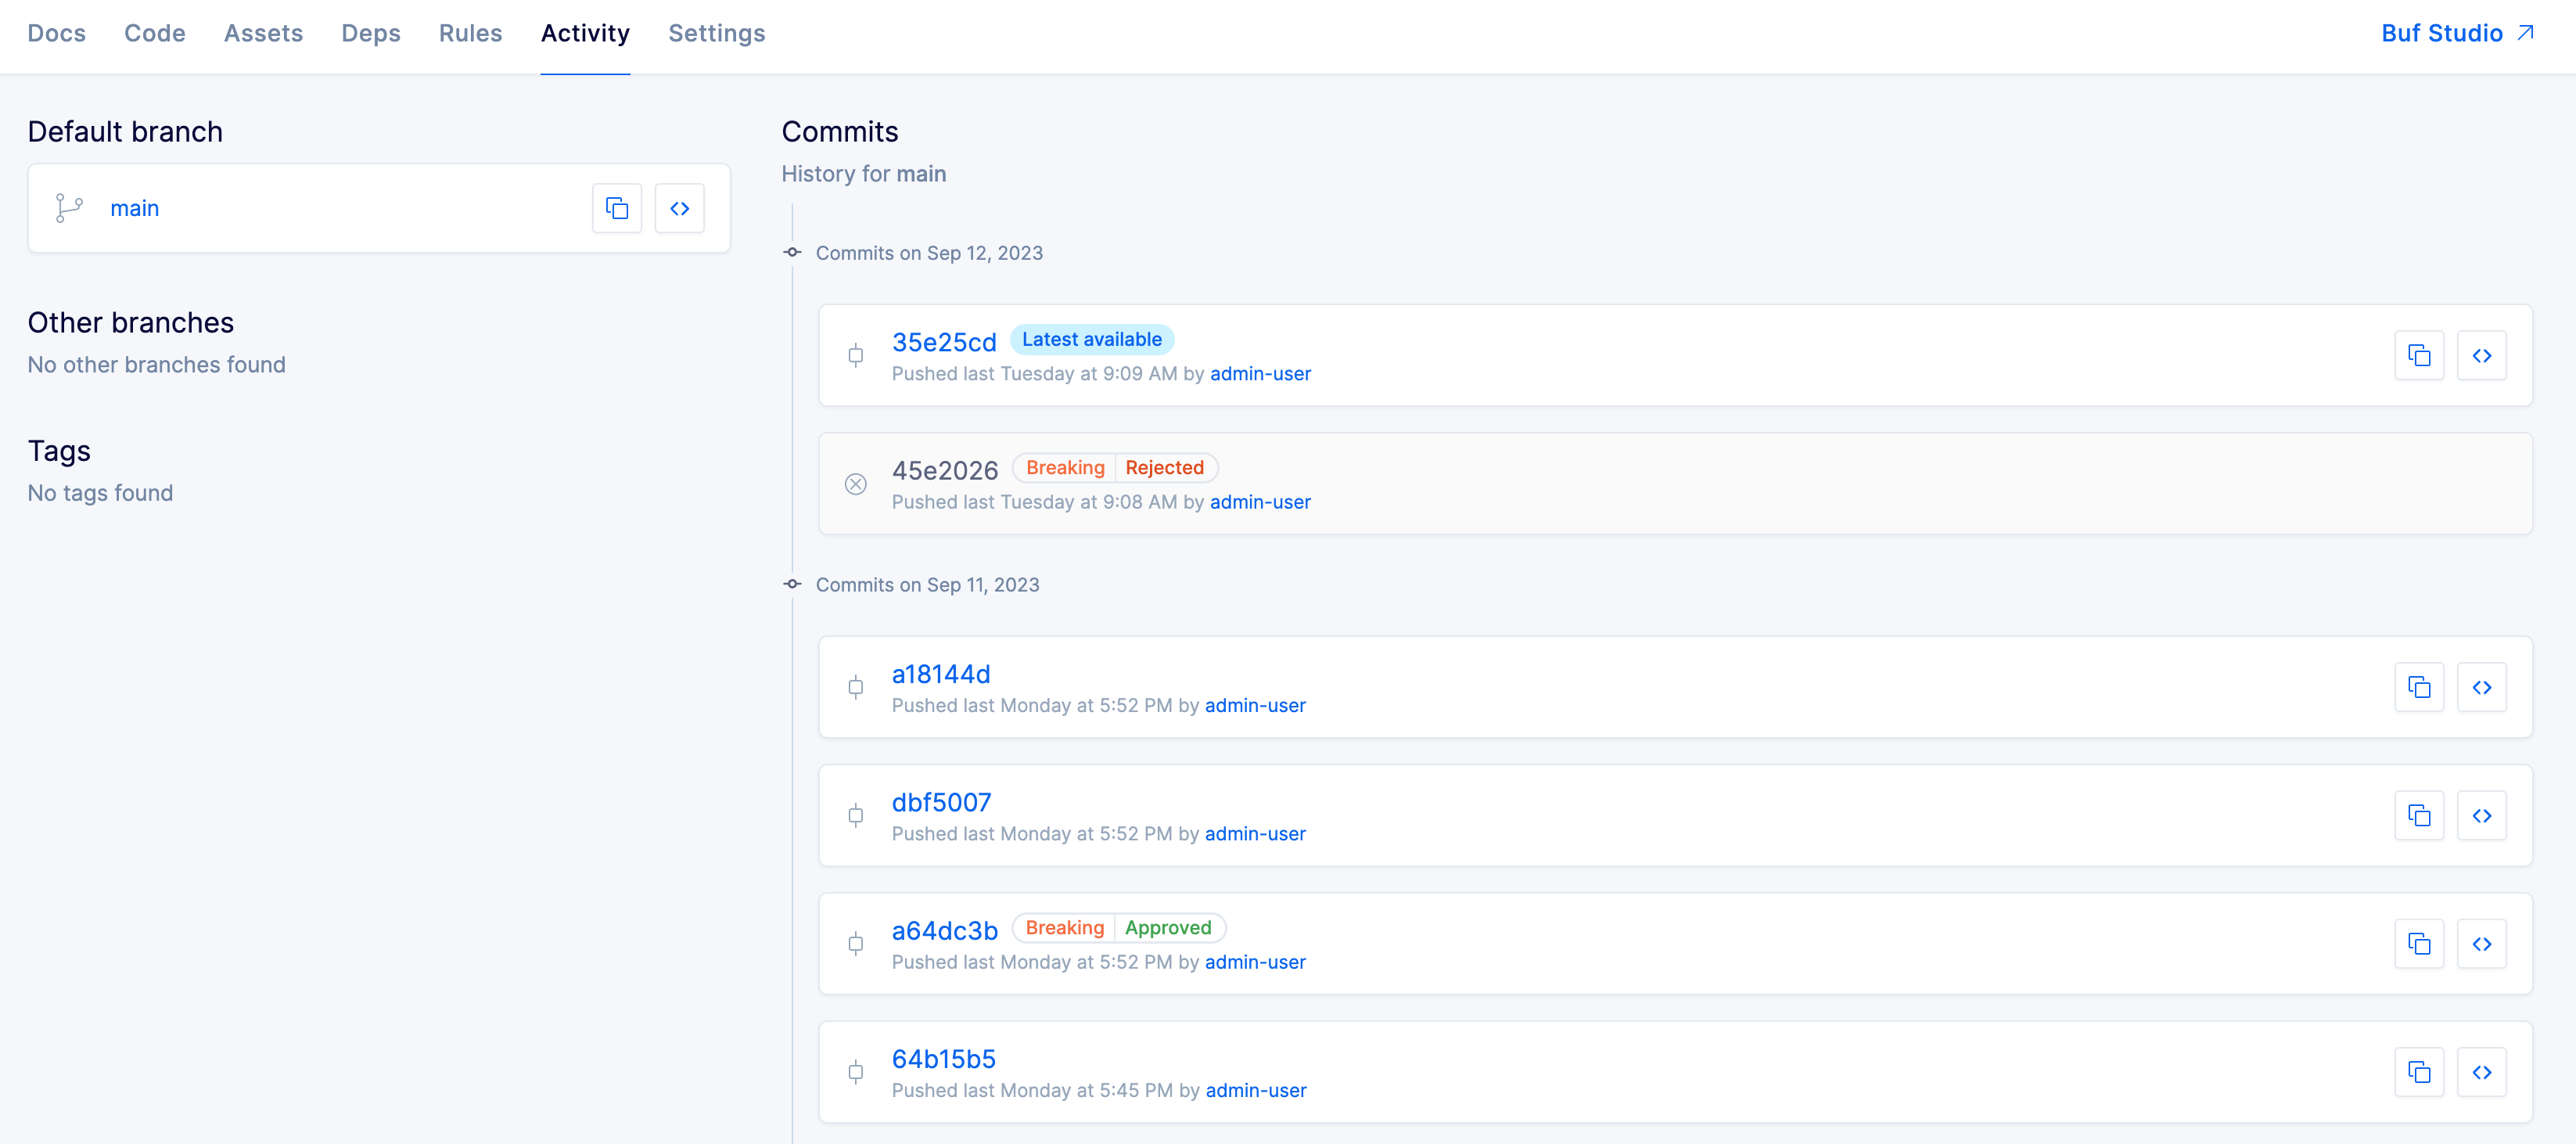 Docs Code Assets Deps Rules Activity Settings Buf Studio
Default branch
main
Other branches
No other branches found
Tags
No tags found
Commits
History for main
Commits on Sep 12, 2023
35e25cd Latest available
Pushed last Tuesday at 9:09 AM by admin-user
45e2026 Breaking Rejected
Pushed last Tuesday at 9:08 AM by admin-user
Commits on Sep 11, 2023
a18144d
Pushed last Monday at 5:52 PM by admin-user
dbf5007
Pushed last Monday at 5:52 PM by admin-user
a64dc3b Breaking Approved
Pushed last Monday at 5:52 PM by admin-user
64b15b5
Pushed last Monday at 5:45 PM by admin-user